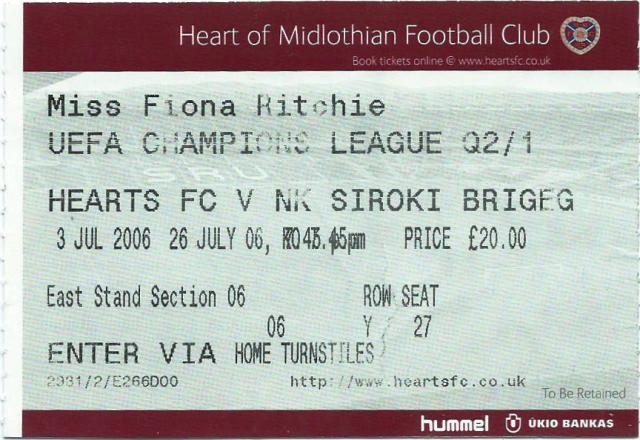 Heart of Midlothian Football Club
Book tickets online @ www.heartsfc.co.uk
Miss Fiona Ritchie
UEFA CHAMPIONS LEAGUE Q2/1
SRU
HEARTS FC V NK SIROKI BRIGEG
3 JUL 2006 26 JULY 06, PRICE £20.00
East Stand Section 06 ROW SEAT
06 Y 27
ENTER VIA HOME TURNSTILES
2931/2/E266D00 http://www.heartsfc.co.uk
To Be Retained
hummel ŪKIO BANKAS